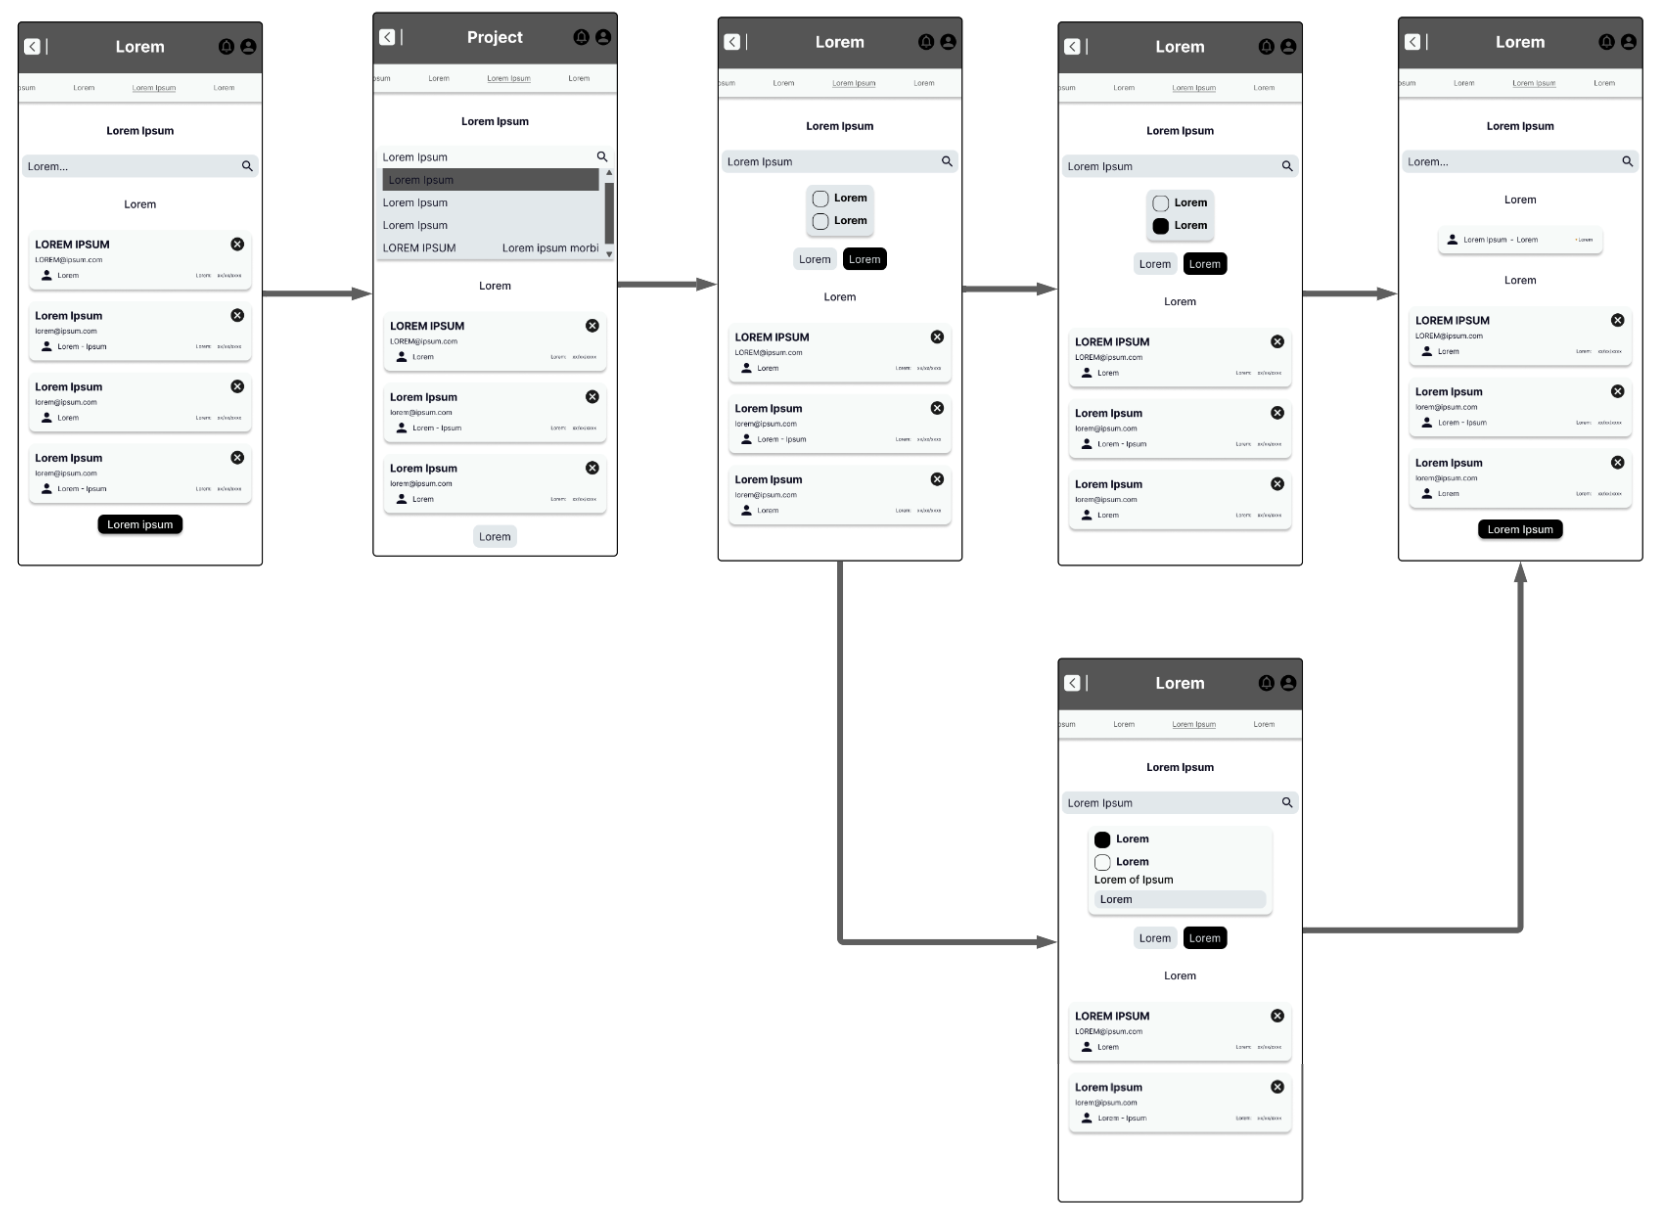 Lorem
psum Lorem Lorem Ipsum Lorem
Lorem Ipsum
Lorem...
Lorem
LOREM IPSUM
LOREM@ipsum.com
Lorem Lorem: xx/xx/xxxx
Lorem Ipsum
lorem@ipsum.com
Lorem - Ipsum Lorem: xx/xx/xxxx
Lorem Ipsum
lorem@ipsum.com
Lorem Lorem: xx/xx/xxxx
Lorem Ipsum
lorem@ipsum.com
Lorem - Ipsum Lorem: xx/xx/xxxx
Lorem ipsum
Project
psum Lorem Lorem Ipsum Lorem
Lorem Ipsum
Lorem Ipsum
Lorem Ipsum
Lorem Ipsum
Lorem Ipsum
LOREM IPSUM Lorem ipsum morbi
Lorem
LOREM IPSUM
LOREM@ipsum.com
Lorem Lorem: xx/xx/xxxx
Lorem Ipsum
lorem@ipsum.com
Lorem - Ipsum Lorem: xx/xx/xxxx
Lorem Ipsum
lorem@ipsum.com
Lorem Lorem: xx/xx/xxxx
Lorem
Lorem
psum Lorem Lorem Ipsum Lorem
Lorem Ipsum
Lorem Ipsum
Lorem
Lorem
Lorem Lorem
Lorem
LOREM IPSUM
LOREM@ipsum.com
Lorem Lorem: xx/xx/xxxx
Lorem Ipsum
lorem@ipsum.com
Lorem - Ipsum Lorem: xx/xx/xxxx
Lorem Ipsum
lorem@ipsum.com
Lorem Lorem: xx/xx/xxxx
Lorem
psum Lorem Lorem Ipsum Lorem
Lorem Ipsum
Lorem Ipsum
Lorem
Lorem
Lorem Lorem
Lorem
LOREM IPSUM
LOREM@ipsum.com
Lorem Lorem: xx/xx/xxxx
Lorem Ipsum
lorem@ipsum.com
Lorem - Ipsum Lorem: xx/xx/xxxx
Lorem Ipsum
lorem@ipsum.com
Lorem Lorem: xx/xx/xxxx
Lorem
psum Lorem Lorem Ipsum Lorem
Lorem Ipsum
Lorem...
Lorem
Lorem ipsum - Lorem • Lorem
Lorem
LOREM IPSUM
LOREM@ipsum.com
Lorem Lorem: xx/xx/xxxx
Lorem Ipsum
lorem@ipsum.com
Lorem - Ipsum Lorem: xx/xx/xxxx
Lorem Ipsum
lorem@ipsum.com
Lorem Lorem: xx/xx/xxxx
Lorem Ipsum
Lorem
psum Lorem Lorem Ipsum Lorem
Lorem Ipsum
Lorem Ipsum
Lorem
Lorem
Lorem of Ipsum
Lorem
Lorem Lorem
Lorem
LOREM IPSUM
LOREM@ipsum.com
Lorem Lorem: xx/xx/xxxx
Lorem Ipsum
lorem@ipsum.com
Lorem - Ipsum Lorem: xx/xx/xxxx